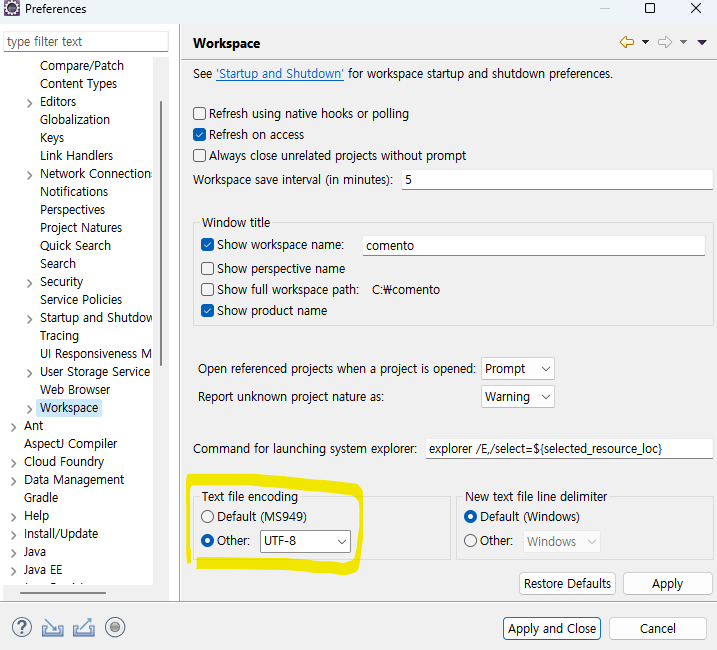 Preferences
type filter text
Compare/Patch
Content Types
Editors
Globalization
Keys
Link Handlers
Network Connection
Notifications
Perspectives
Project Natures
Quick Search
Search
Security
Service Policies
Startup and Shutdow
Tracing
UI Responsiveness M
User Storage Service
Web Browser
Workspace
Ant
AspectJ Compiler
Cloud Foundry
Data Management
Gradle
Help
Install/Update
Java
Java EE
Workspace
See 'Startup and Shutdown' for workspace startup and shutdown preferences.
Refresh using native hooks or polling
Refresh on access
Always close unrelated projects without prompt
Workspace save interval (in minutes): 5
Window title
Show workspace name: comento
Show perspective name
Show full workspace path: C:₩comento
Show product name
Open referenced projects when a project is opened: Prompt
Report unknown project nature as: Warning
Command for launching system explorer: explorer /E,/select=${selected_resource_loc}
Text file encoding
Default (MS949)
Other: UTF-8
New text file line delimiter
Default (Windows)
Other: Windows
Restore Defaults
Apply
?
Apply and Close
Cancel